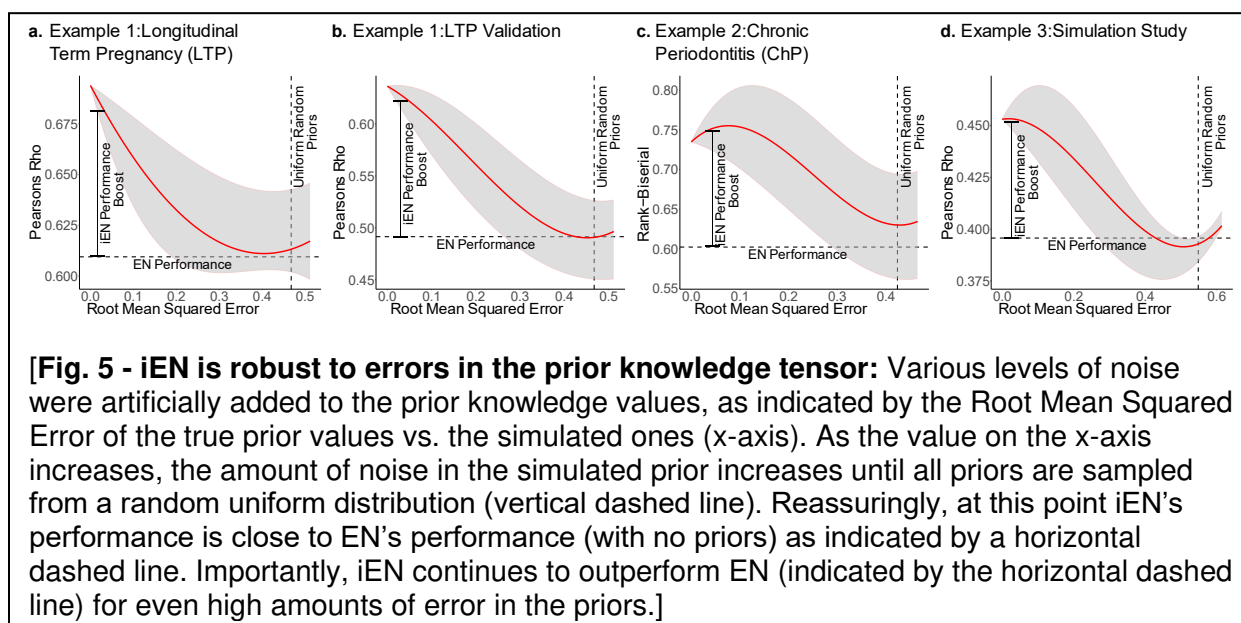 a. Example 1:Longitudinal
Term Pregnancy (LTP)
0.675
0.650
0.625
0.600
Pearsons Rho
iEN Performance
Boost
Uniform Random
Priors
EN Performance
0.0 0.1 0.2 0.3 0.4 0.5
Root Mean Squared Error
b. Example 1:LTP Validation
0.60
0.55
0.50
0.45
Pearsons Rho
iEN Performance
Boost
Uniform Random
Priors
EN Performance
0.0 0.1 0.2 0.3 0.4 0.5
Root Mean Squared Error
c. Example 2:Chronic
Periodontitis (ChP)
0.80
0.75
0.70
0.65
0.60
0.55
Rank−Biserial
iEN Performance
Boost
Uniform Random
Priors
EN Performance
0.0 0.1 0.2 0.3 0.4
Root Mean Squared Error
d. Example 3:Simulation Study
0.450
0.425
0.400
0.375
Pearsons Rho
iEN Performance
Boost
Uniform Random
Priors
EN Performance
0.0 0.2 0.4 0.6
Root Mean Squared Error
[Fig. 5 - iEN is robust to errors in the prior knowledge tensor: Various levels of noise
were artificially added to the prior knowledge values, as indicated by the Root Mean Squared
Error of the true prior values vs. the simulated ones (x-axis). As the value on the x-axis
increases, the amount of noise in the simulated prior increases until all priors are sampled
from a random uniform distribution (vertical dashed line). Reassuringly, at this point iEN's
performance is close to EN's performance (with no priors) as indicated by a horizontal
dashed line. Importantly, iEN continues to outperform EN (indicated by the horizontal dashed
line) for even high amounts of error in the priors.]